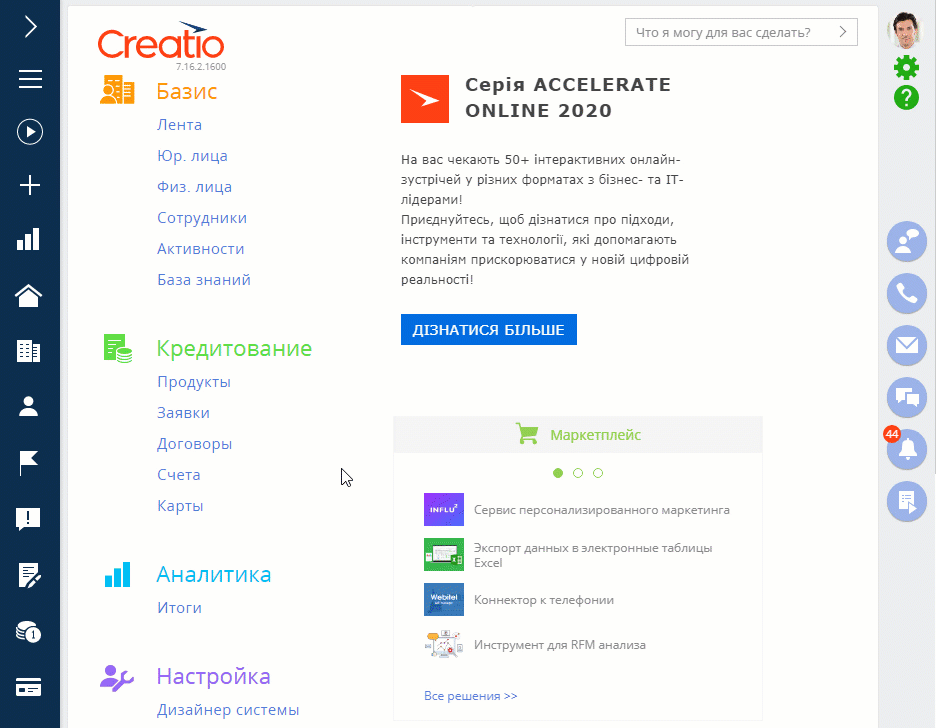 Creatio
7.16.2.1600
Что я могу для вас сделать?
Базис
Лента
Юр. лица
Физ. лица
Сотрудники
Активности
База знаний
Кредитование
Продукты
Заявки
Договоры
Счета
Карты
Аналитика
Итоги
Настройка
Дизайнер системы
Серія ACCELERATE
ONLINE 2020
На вас чекають 50+ інтерактивних онлайн-
зустрічей у різних форматах з бізнес- та ІТ-
лідерами!
Приєднуйтесь, щоб дізнатися про підходи,
інструменти та технології, які допомагають
компаніям прискорюватися у новій цифровій
реальності!
ДІЗНАТИСЯ БІЛЬШЕ
Маркетплейс
INFLU2
Сервис персонализированного маркетинга
Экспорт данных в электронные таблицы
Excel
Webitel
Коннектор к телефонии
Инструмент для RFM анализа
Все решения >>
44
1